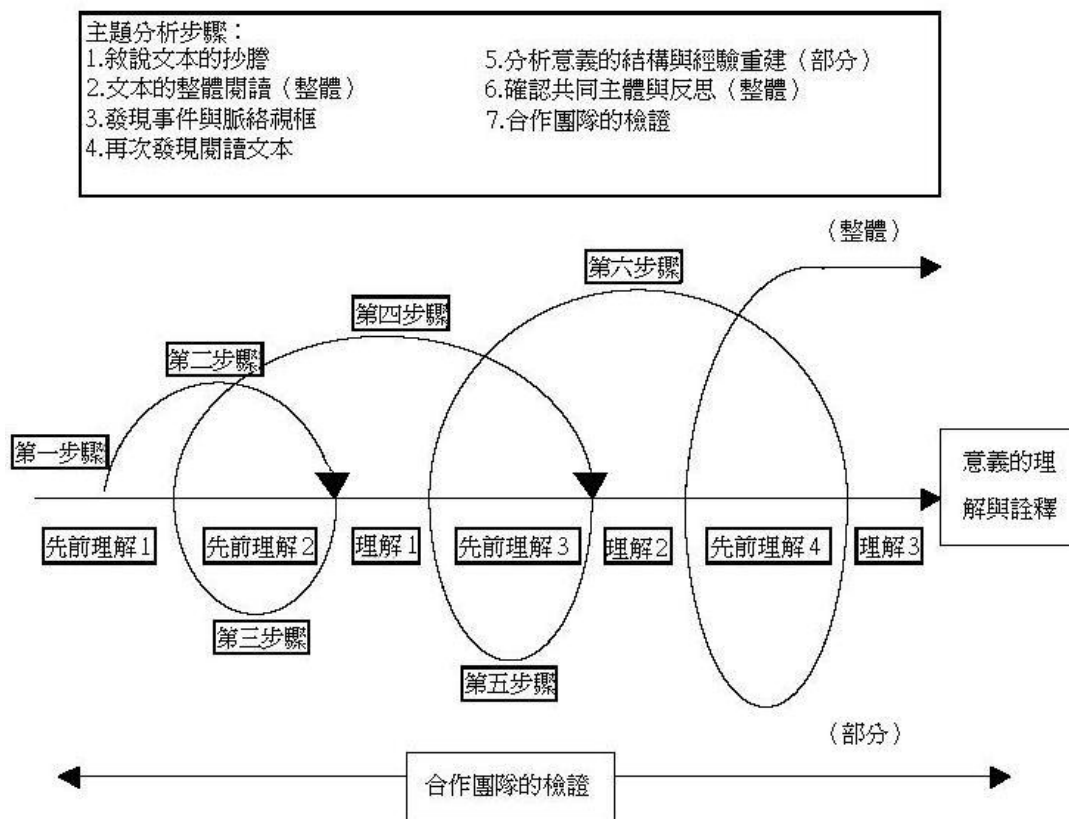 主題分析步驟：
1.敘說文本的抄謄
2.文本的整體閱讀（整體）
3.發現事件與脈絡視框
4.再次發現閱讀文本
5.分析意義的結構與經驗重建（部分）
6.確認共同主體與反思（整體）
7.合作團隊的檢證
（整體）
第六步驟
第四步驟
第二步驟
第一步驟
意義的理
解與詮釋
先前理解1
先前理解2
理解1
先前理解3
理解2
先前理解4
理解3
第三步驟
第五步驟
（部分）
合作團隊的檢證